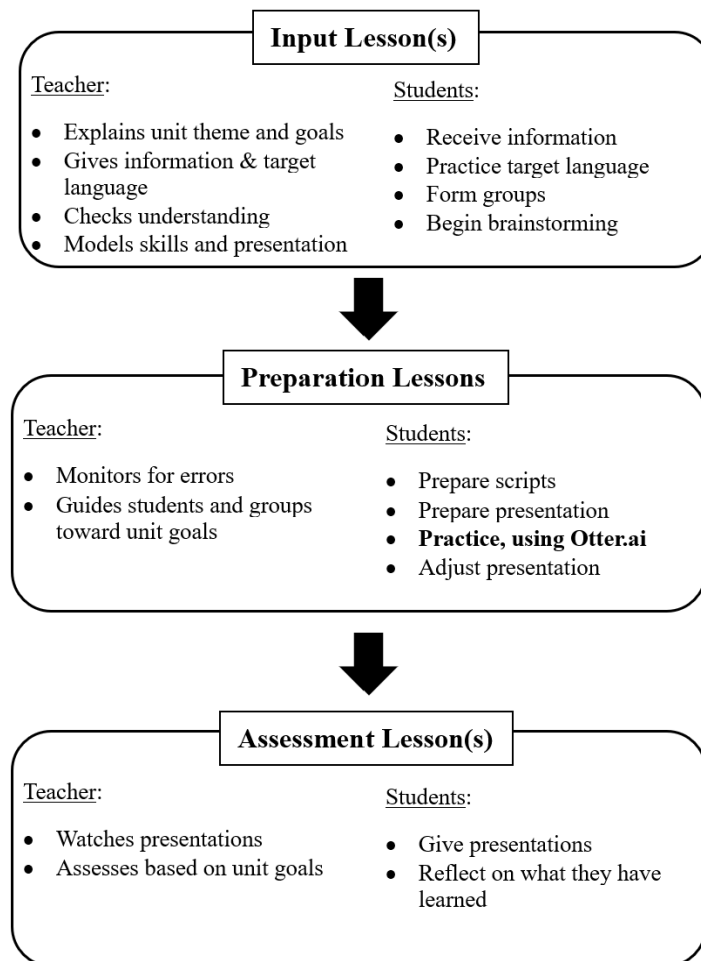 Input Lesson(s)
Teacher:
• Explains unit theme and goals
• Gives information & target
language
• Checks understanding
• Models skills and presentation
Students:
• Receive information
• Practice target language
• Form groups
• Begin brainstorming
Preparation Lessons
Teacher:
• Monitors for errors
• Guides students and groups
toward unit goals
Students:
• Prepare scripts
• Prepare presentation
• Practice, using Otter.ai
• Adjust presentation
Assessment Lesson(s)
Teacher:
• Watches presentations
• Assesses based on unit goals
Students:
• Give presentations
• Reflect on what they have
learned